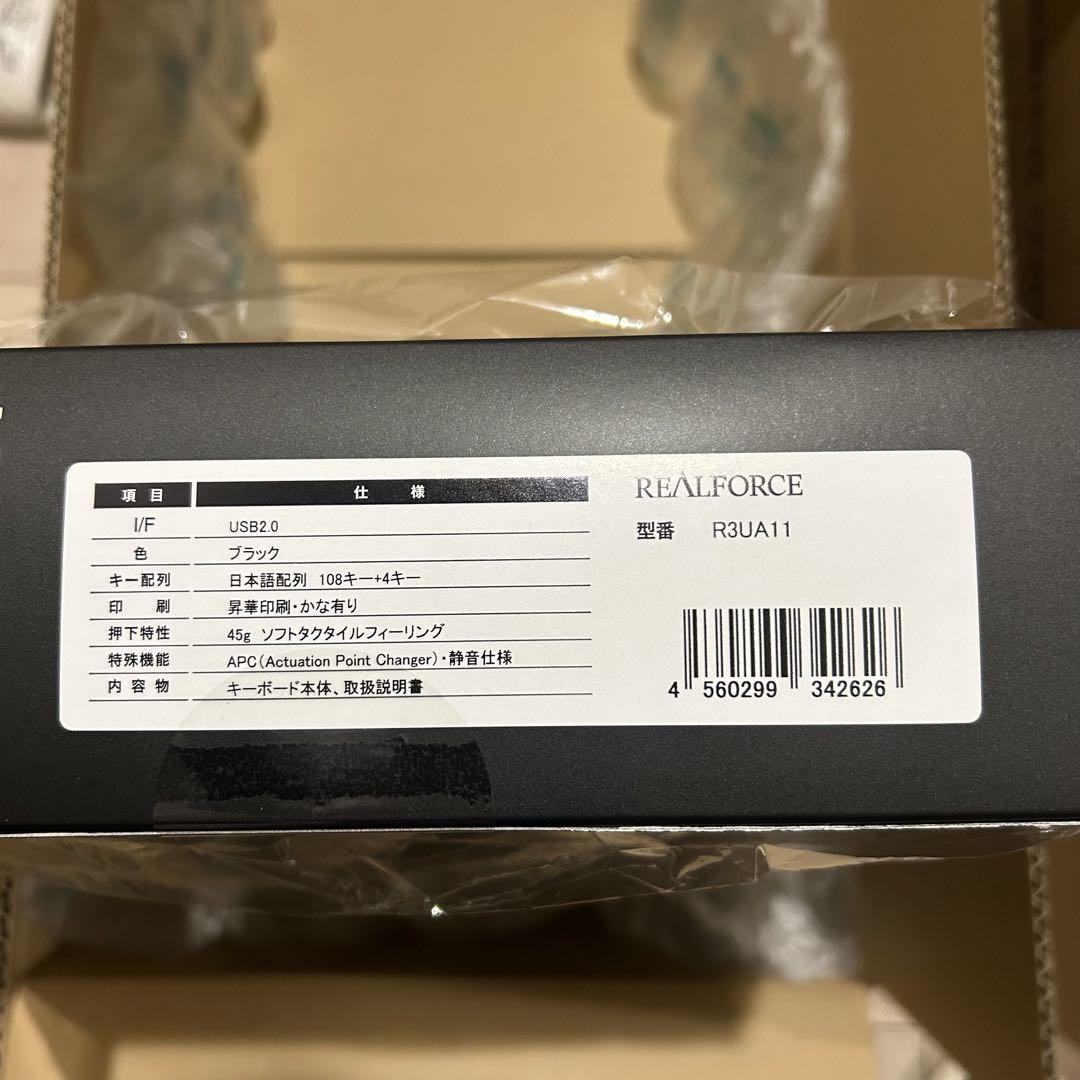 項目 仕様
I/F USB2.0
色 ブラック
キー配列 日本語配列 108キー+4キー
印刷 昇華印刷・かな有り
押下特性 45g ソフトタクタイルフィーリング
特殊機能 APC(Actuation Point Changer)・静音仕様
内容物 キーボード本体、取扱説明書
REALFORCE
型番 R3UA11
4 560299 342626